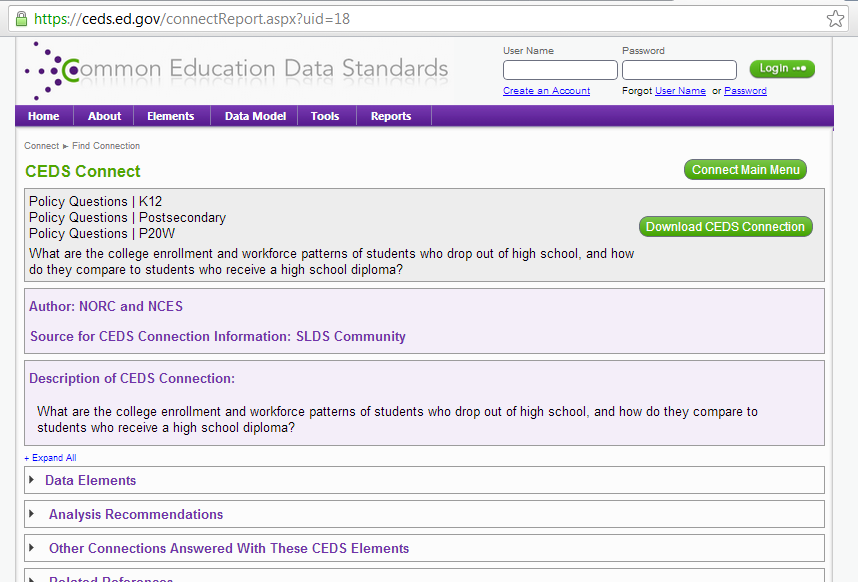 https://ceds.ed.gov/connectReport.aspx?uid=18
Common Education Data Standards
User Name
Password
Login
Create an Account
Forgot User Name or Password
Home
About
Elements
Data Model
Tools
Reports
Connect ► Find Connection
CEDS Connect
Connect Main Menu
Policy Questions | K12
Policy Questions | Postsecondary
Policy Questions | P20W
Download CEDS Connection
What are the college enrollment and workforce patterns of students who drop out of high school, and how
do they compare to students who receive a high school diploma?
Author: NORC and NCES
Source for CEDS Connection Information: SLDS Community
Description of CEDS Connection:
What are the college enrollment and workforce patterns of students who drop out of high school, and how do they compare to
students who receive a high school diploma?
+ Expand All
Data Elements
Analysis Recommendations
Other Connections Answered With These CEDS Elements
Related References